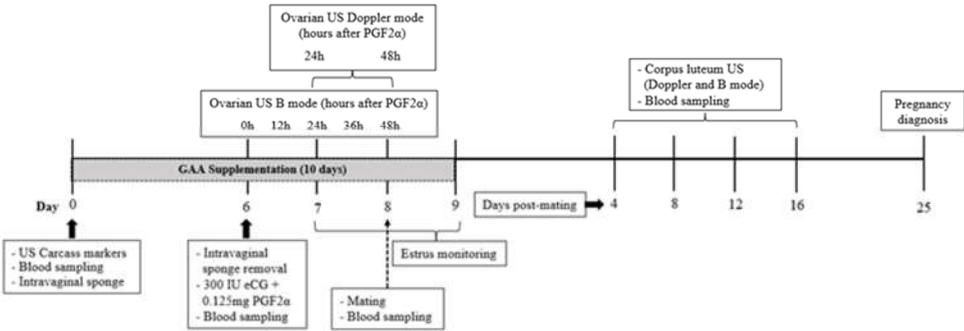 Ovarian US Doppler mode
(hours after PGF2α)
24h 48h
Ovarian US B mode (hours after PGF2α)
0h 12h 24h 36h 48h
- Corpus luteum US
(Doppler and B mode)
- Blood sampling
Pregnancy
diagnosis
GAA Supplementation (10 days)
Day 0 6 7 8 9 Days post-mating 4 8 12 16 25
- US Carcass markers
- Blood sampling
- Intravaginal sponge
- Intravaginal
sponge removal
- 300 IU eCG +
0.125mg PGF2α
- Blood sampling
Estrus monitoring
- Mating
- Blood sampling